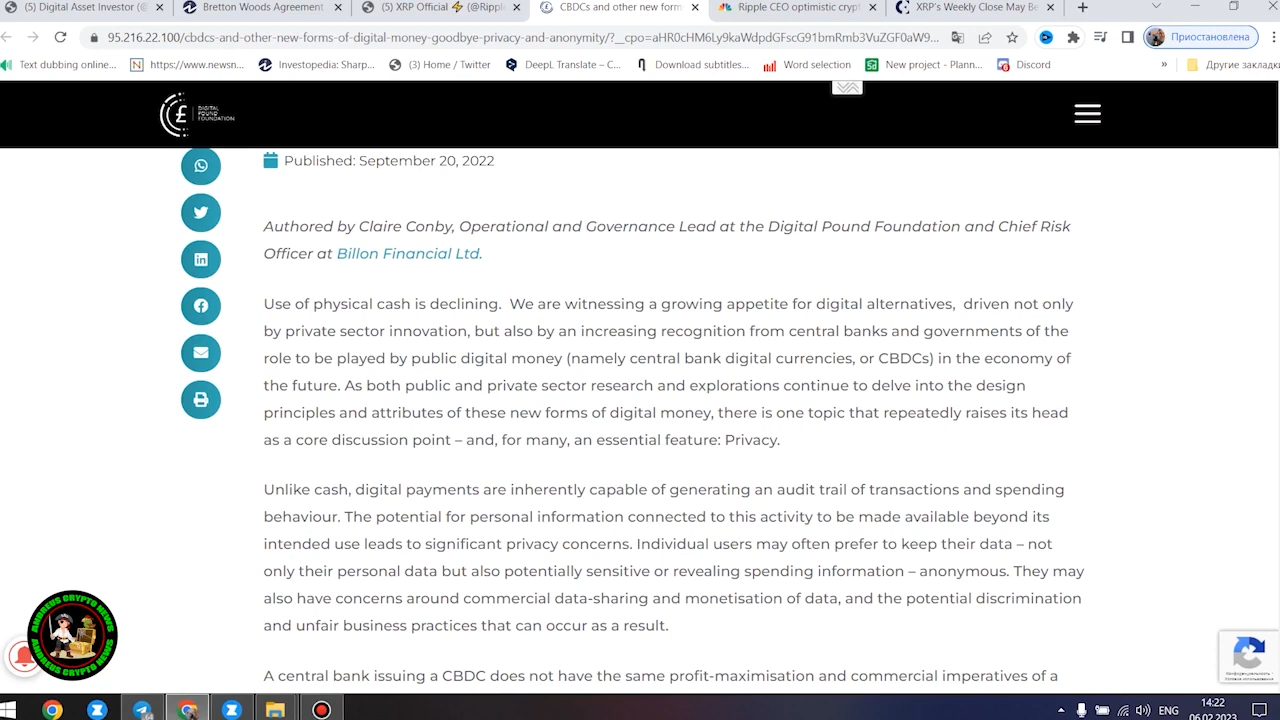 (5) Digital Asset Investor (@
Bretton Woods Agreement
(5) XRP Official ⚡ (@Rippl
CBDCs and other new form
Ripple CEO optimistic crypt
XRP's Weekly Close May Be
95.216.22.100/cbdcs-and-other-new-forms-of-digital-money-goodbye-privacy-and-anonymity/?__cpo=aHR0cHM6Ly9kaWdpdGFscG91bmRmb3VuZGF0aW9...
Приостановлена
Text dubbing online...
https://www.newsn...
Investopedia: Sharp...
(3) Home / Twitter
DeepL Translate – C...
Download subtitles...
Word selection
New project - Plann...
Discord
»
Другие закладки
DIGITAL
POUND
FOUNDATION
Published: September 20, 2022
Authored by Claire Conby, Operational and Governance Lead at the Digital Pound Foundation and Chief Risk
Officer at Billon Financial Ltd.
Use of physical cash is declining.  We are witnessing a growing appetite for digital alternatives,  driven not only
by private sector innovation, but also by an increasing recognition from central banks and governments of the
role to be played by public digital money (namely central bank digital currencies, or CBDCs) in the economy of
the future. As both public and private sector research and explorations continue to delve into the design
principles and attributes of these new forms of digital money, there is one topic that repeatedly raises its head
as a core discussion point – and, for many, an essential feature: Privacy.
Unlike cash, digital payments are inherently capable of generating an audit trail of transactions and spending
behaviour. The potential for personal information connected to this activity to be made available beyond its
intended use leads to significant privacy concerns. Individual users may often prefer to keep their data – not
only their personal data but also potentially sensitive or revealing spending information – anonymous. They may
also have concerns around commercial data-sharing and monetisation of data, and the potential discrimination
and unfair business practices that can occur as a result.
A central bank issuing a CBDC does not have the same profit-maximisation and commercial imperatives of a
ANDREUS CRYPTO NEWS
ANDREUS CRYPTO NEWS
Конфиденциальность -
14:22
ENG
06.02.2023